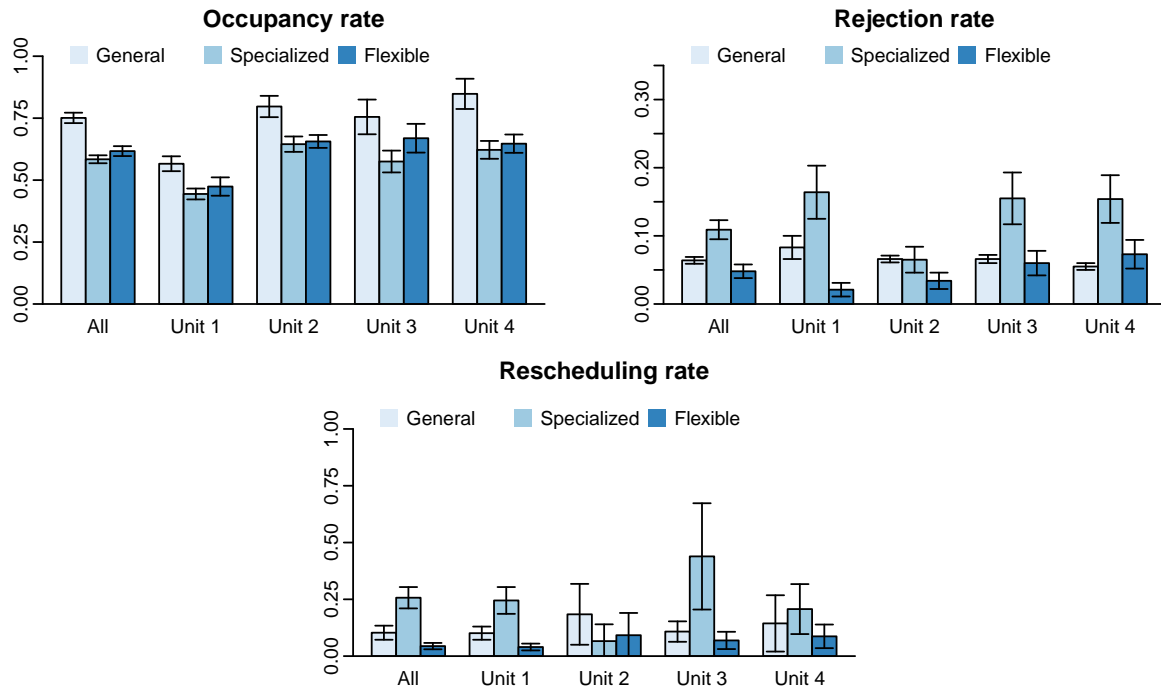 Occupancy rate
General Specialized Flexible
1.00
0.75
0.50
0.25
0.00
All Unit 1 Unit 2 Unit 3 Unit 4
Rejection rate
General Specialized Flexible
0.30
0.20
0.10
0.00
All Unit 1 Unit 2 Unit 3 Unit 4
Rescheduling rate
General Specialized Flexible
1.00
0.75
0.50
0.25
0.00
All Unit 1 Unit 2 Unit 3 Unit 4